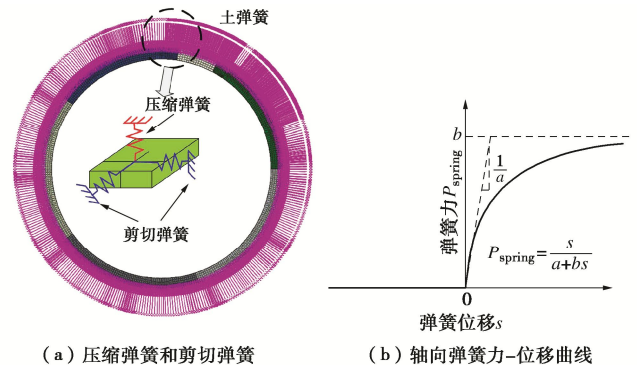 土弹簧
压缩弹簧
剪切弹簧
b
1/a
弹簧力P_spring
P_spring=s/(a+bs)
0
弹簧位移s
(a)压缩弹簧和剪切弹簧
(b)轴向弹簧力-位移曲线